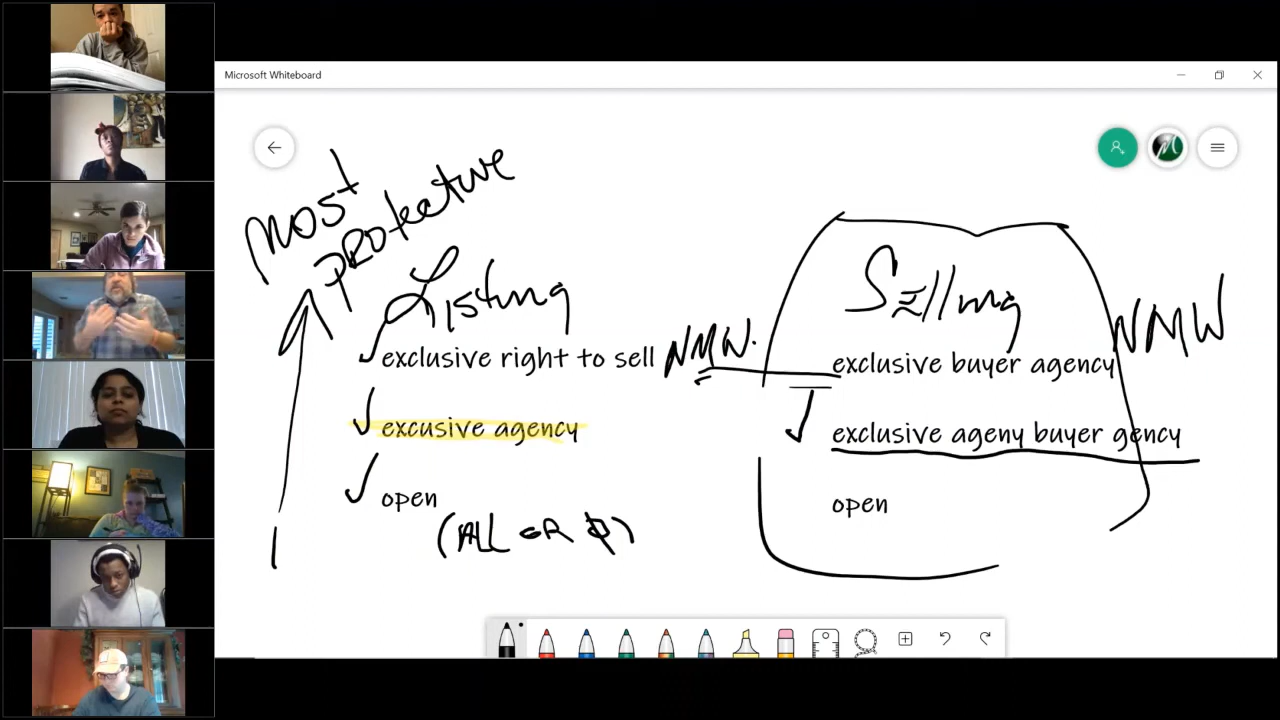 Microsoft Whiteboard
MOST
PROTECTIVE
Listing
exclusive right to sell NMW.
excusive agency
open
(ALL OR ϕ)
Selling
exclusive buyer agency NMW
exclusive ageny buyer gency
open